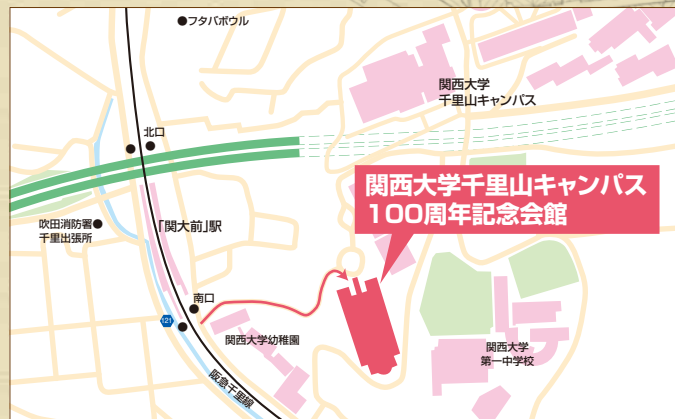 フタバボウル
関西大学
千里山キャンパス
北口
関西大学千里山キャンパス
100周年記念会館
吹田消防署
千里出張所
「関大前」駅
南口
121
関西大学幼稚園
関西大学
第一中学校
阪急千里線